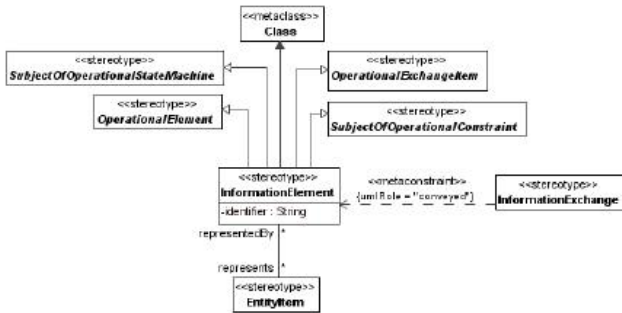 <<metaclass>>
Class
<<stereotype>>
SubjectOfOperationalStateMachine
<<stereotype>>
OperationalExchangeItem
<<stereotype>>
OperationalElement
<<stereotype>>
SubjectOfOperationalConstraint
<<stereotype>>
InformationElement
-identifier : String
<<metaconstraint>>
{umlRole = "conveyed"}
<<stereotype>>
InformationExchange
representedBy *
represents *
<<stereotype>>
EntityItem